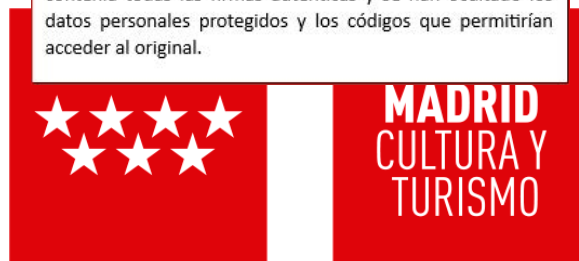 datos personales protegidos y los códigos que permitirían
acceder al original.
MADRID
CULTURA Y
TURISMO